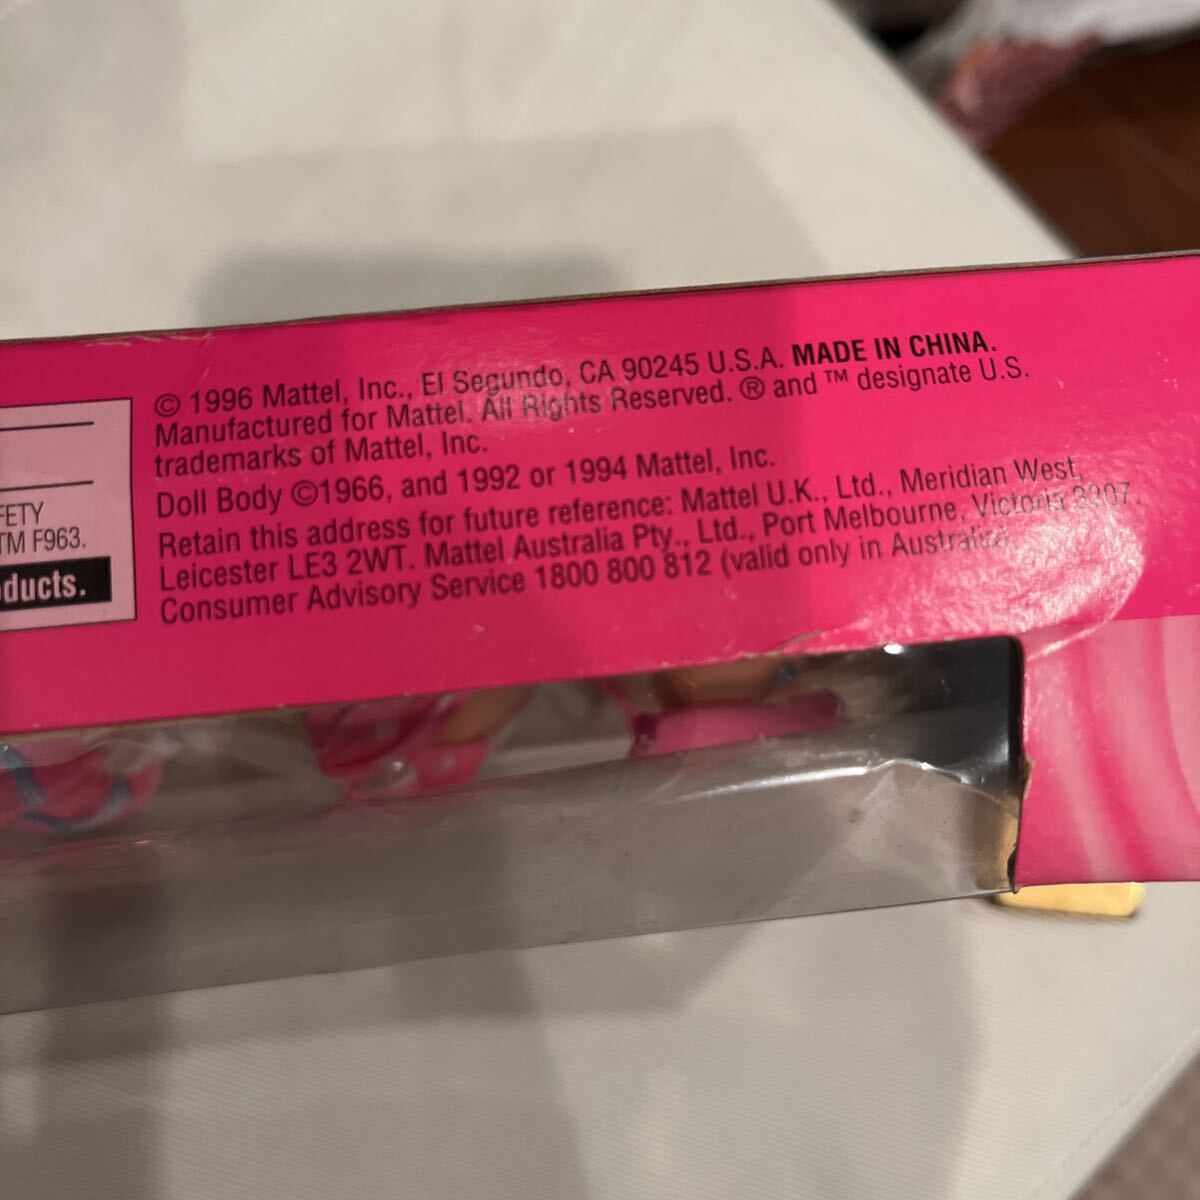 © 1996 Mattel, Inc., El Segundo, CA 90245 U.S.A. MADE IN CHINA.
Manufactured for Mattel. All Rights Reserved. ® and ™ designate U.S.
trademarks of Mattel, Inc.
Doll Body ©1966, and 1992 or 1994 Mattel, Inc.
Retain this address for future reference: Mattel U.K., Ltd., Meridian West,
Leicester LE3 2WT. Mattel Australia Pty., Ltd., Port Melbourne, Victoria 3207.
Consumer Advisory Service 1800 800 812 (valid only in Australia)
FETY
TM F963.
ducts.